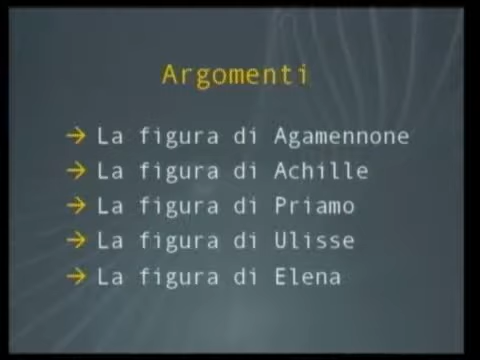 Argomenti
→ La figura di Agamennone
→ La figura di Achille
→ La figura di Priamo
→ La figura di Ulisse
→ La figura di Elena